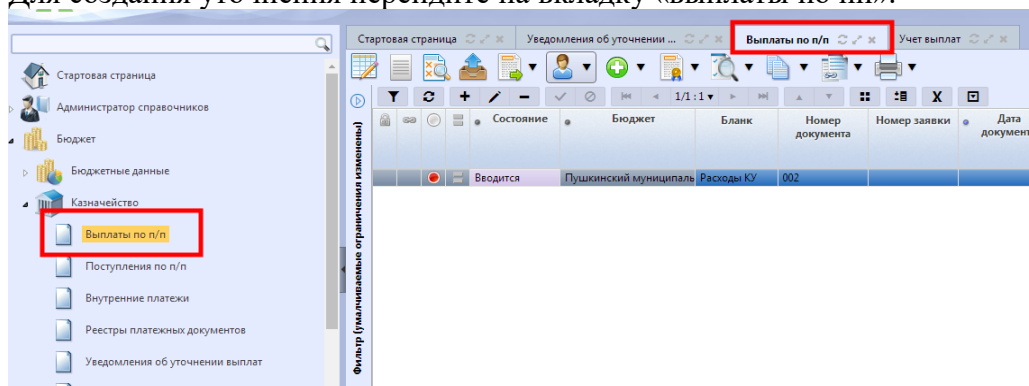 Для создания уточнения перейдите на вкладку «выплаты по пп».
Стартовая страница
Уведомления об уточнении ...
Выплаты по п/п
Учет выплат
Стартовая страница
Администратор справочников
Бюджет
Бюджетные данные
Казначейство
Выплаты по п/п
Поступления по п/п
Внутренние платежи
Реестры платежных документов
Уведомления об уточнении выплат
1/1:1
X
Фильтр (умалчиваемые ограничения изменены)
Состояние Бюджет Бланк Номер документа Номер заявки Дата документ
Вводится Пушкинский муниципаль Расходы КУ 002